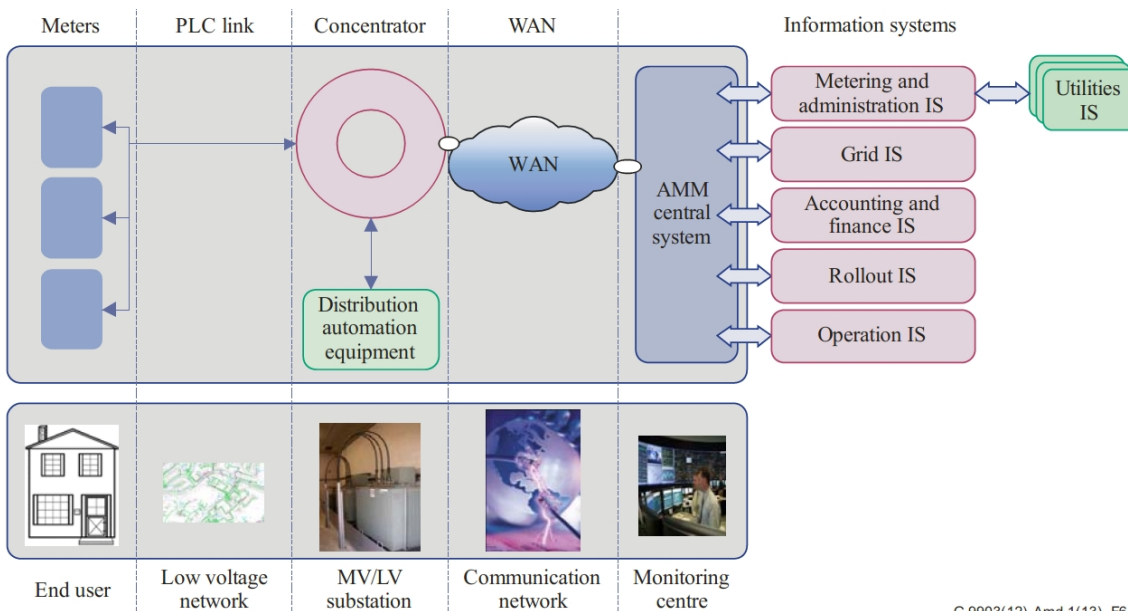 Meters
PLC link
Concentrator
WAN
Information systems
Metering and
administration IS
Utilities
IS
Grid IS
WAN
AMM
central
system
Accounting and
finance IS
Rollout IS
Distribution
automation
equipment
Operation IS
End user
Low voltage
network
MV/LV
substation
Communication
network
Monitoring
centre